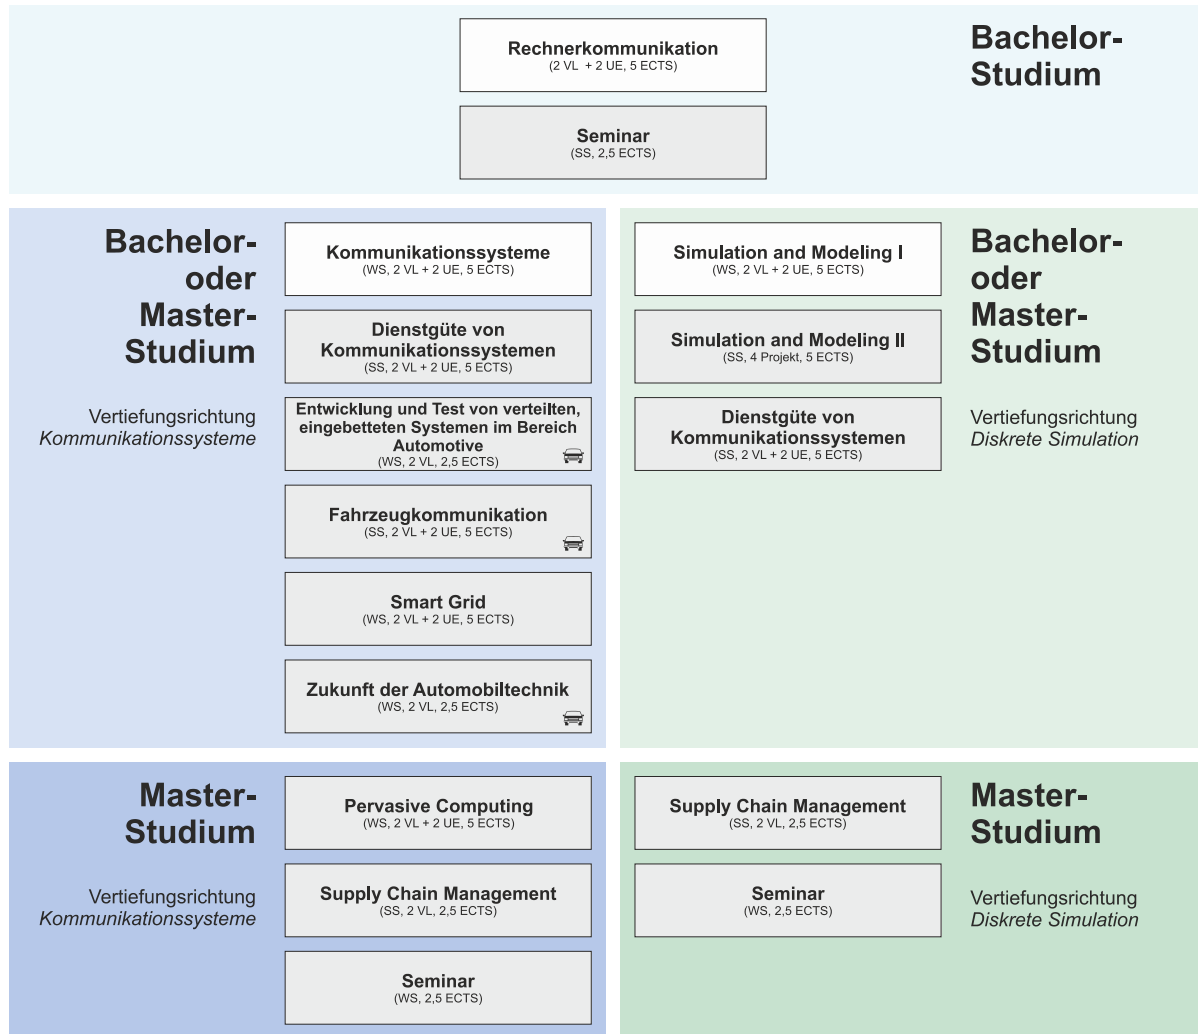 Rechnerkommunikation
(2 VL + 2 UE, 5 ECTS)
Seminar
(SS, 2,5 ECTS)
Bachelor-
Studium
Bachelor-
oder
Master-
Studium
Vertiefungsrichtung
Kommunikationssysteme
Kommunikationssysteme
(WS, 2 VL + 2 UE, 5 ECTS)
Dienstgüte von
Kommunikationssystemen
(SS, 2 VL + 2 UE, 5 ECTS)
Entwicklung und Test von verteilten,
eingebetteten Systemen im Bereich
Automotive
(WS, 2 VL, 2,5 ECTS)
Fahrzeugkommunikation
(SS, 2 VL + 2 UE, 5 ECTS)
Smart Grid
(WS, 2 VL + 2 UE, 5 ECTS)
Zukunft der Automobiltechnik
(WS, 2 VL, 2,5 ECTS)
Simulation and Modeling I
(WS, 2 VL + 2 UE, 5 ECTS)
Simulation and Modeling II
(SS, 4 Projekt, 5 ECTS)
Dienstgüte von
Kommunikationssystemen
(SS, 2 VL + 2 UE, 5 ECTS)
Bachelor-
oder
Master-
Studium
Vertiefungsrichtung
Diskrete Simulation
Master-
Studium
Vertiefungsrichtung
Kommunikationssysteme
Pervasive Computing
(WS, 2 VL + 2 UE, 5 ECTS)
Supply Chain Management
(SS, 2 VL, 2,5 ECTS)
Seminar
(WS, 2,5 ECTS)
Supply Chain Management
(SS, 2 VL, 2,5 ECTS)
Seminar
(WS, 2,5 ECTS)
Master-
Studium
Vertiefungsrichtung
Diskrete Simulation